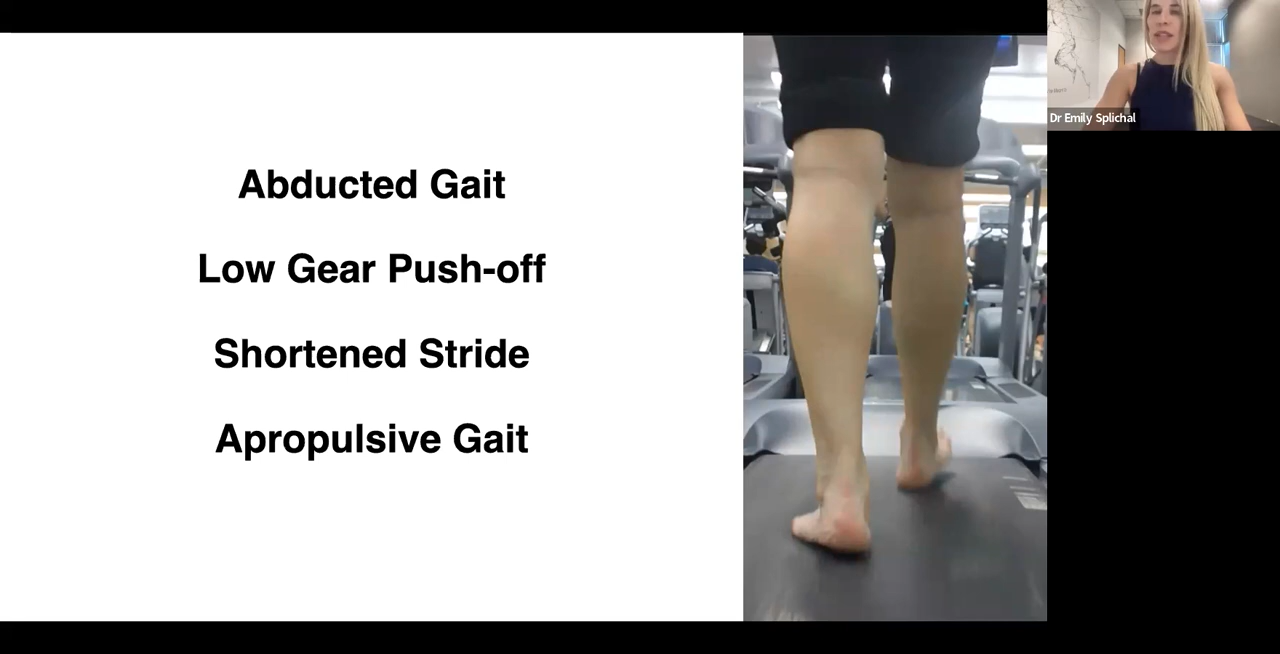 Abducted Gait
Low Gear Push-off
Shortened Stride
Apropulsive Gait
Dr Emily Splichal